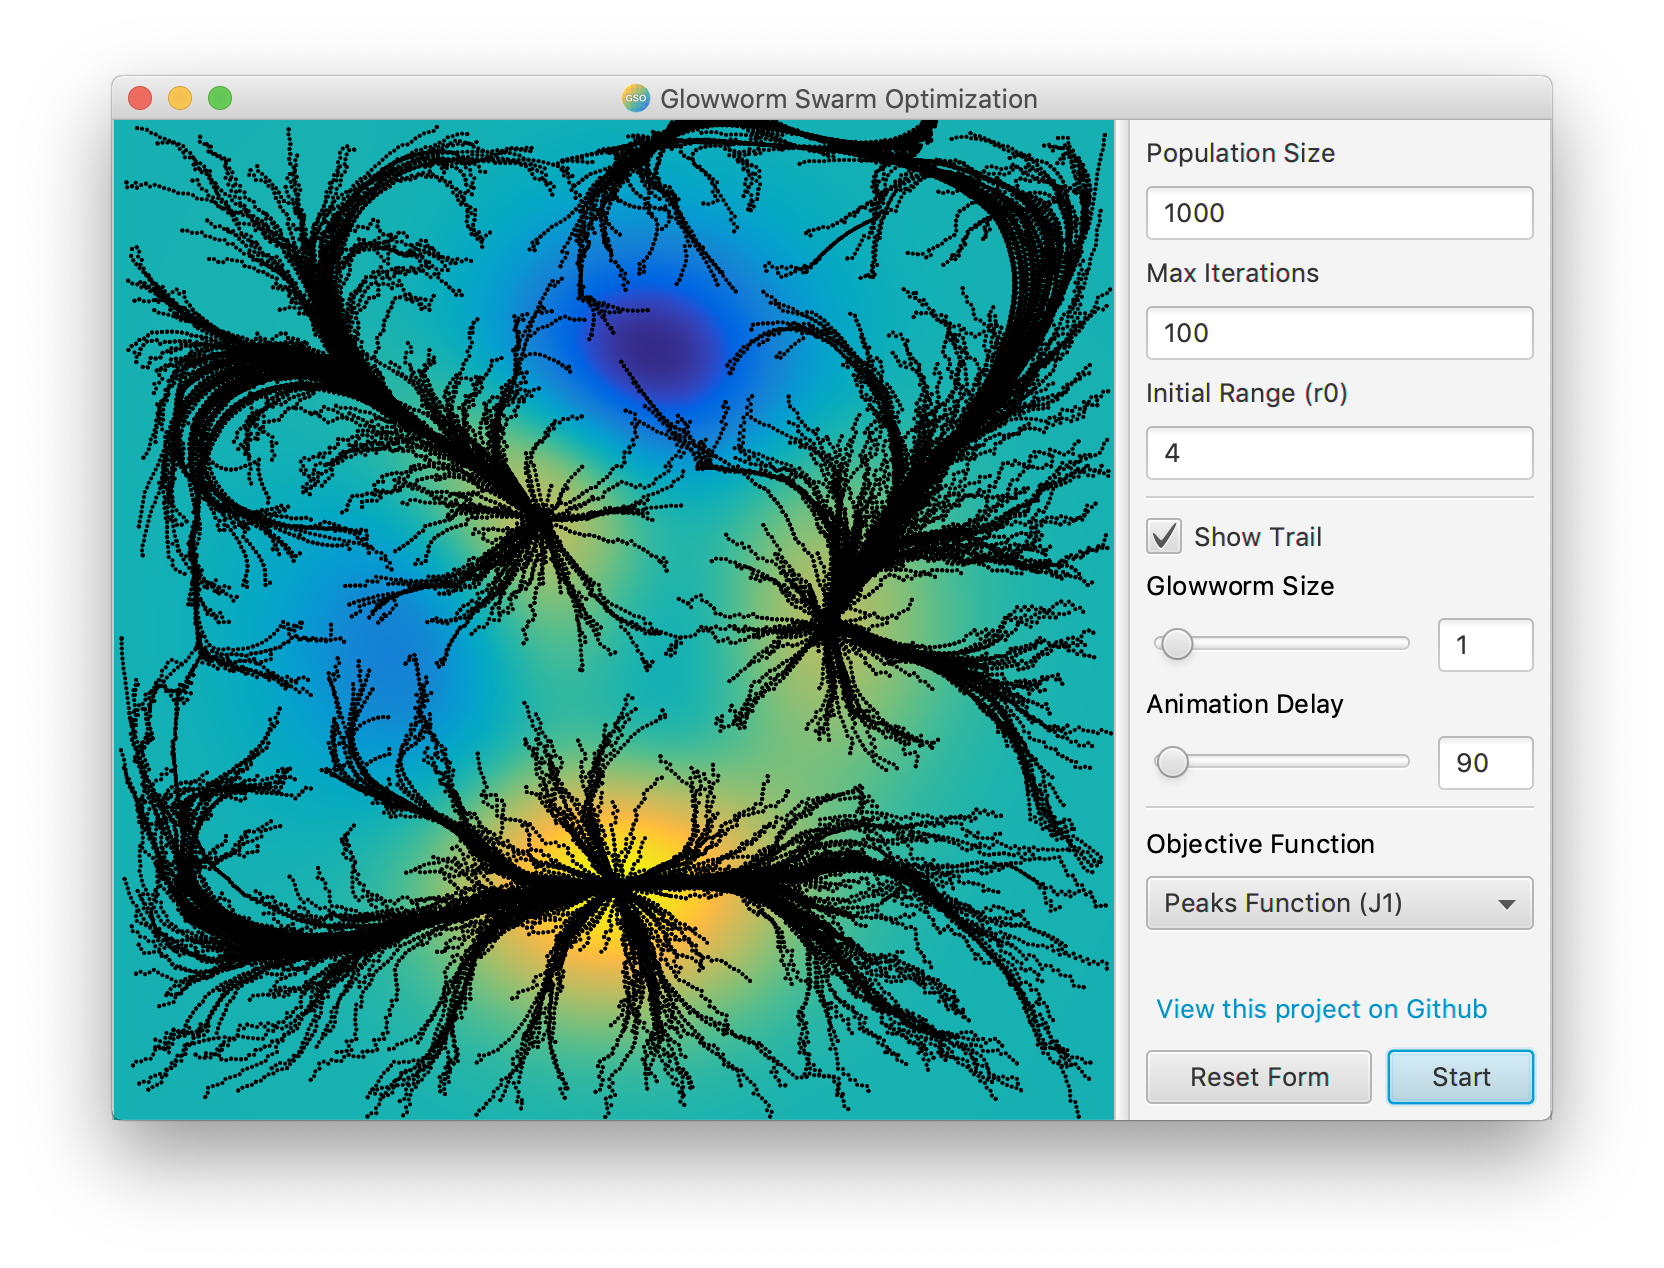 GSO Glowworm Swarm Optimization
Population Size
1000
Max Iterations
100
Initial Range (r0)
4
Show Trail
Glowworm Size
1
Animation Delay
90
Objective Function
Peaks Function (J1)
View this project on Github
Reset Form
Start